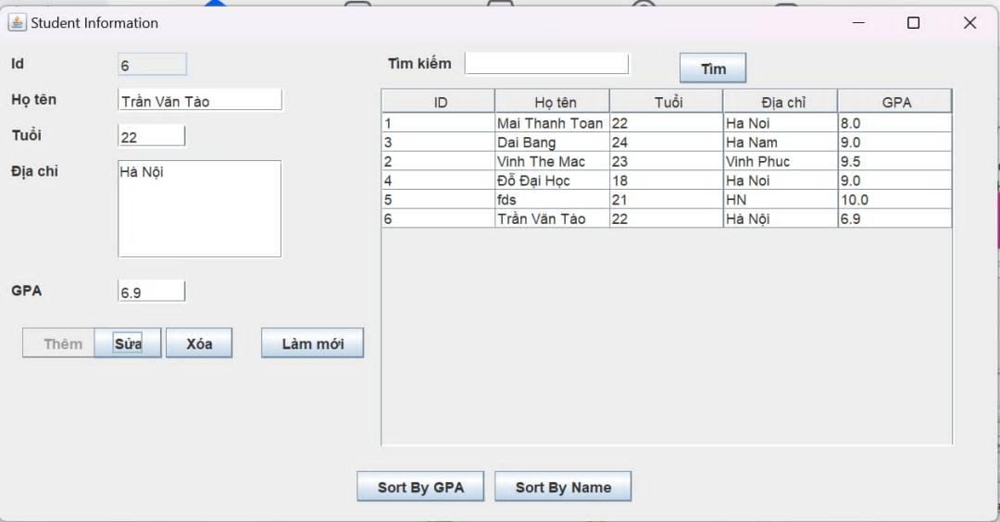 Student Information
Id 6
Họ tên Trần Văn Tào
Tuổi 22
Địa chỉ Hà Nội
GPA 6.9
Thêm Sửa Xóa Làm mới
Tìm kiếm Tìm
ID Họ tên Tuổi Địa chỉ GPA
1 Mai Thanh Toan 22 Ha Noi 8.0
3 Dai Bang 24 Ha Nam 9.0
2 Vinh The Mac 23 Vinh Phuc 9.5
4 Đỗ Đại Học 18 Ha Noi 9.0
5 fds 21 HN 10.0
6 Trần Văn Tào 22 Hà Nội 6.9
Sort By GPA Sort By Name